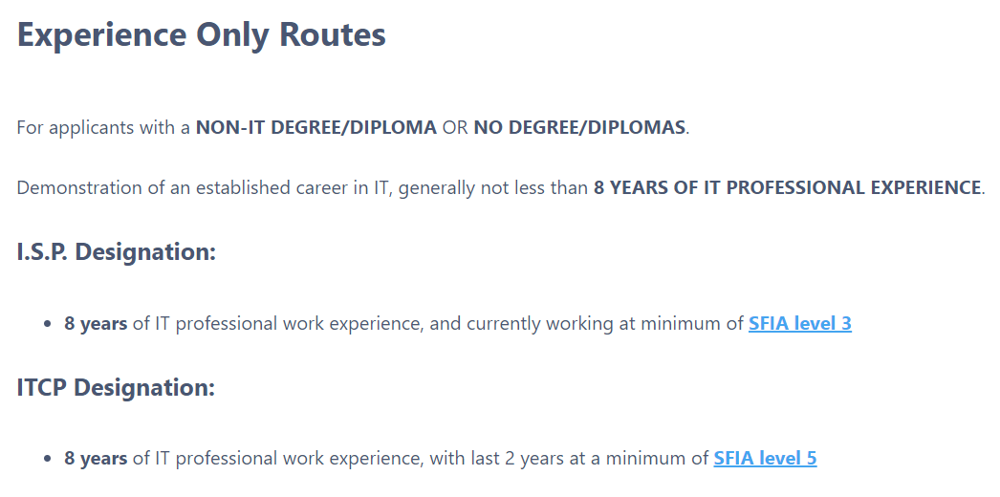 Experience Only Routes
For applicants with a NON-IT DEGREE/DIPLOMA OR NO DEGREE/DIPLOMAS.
Demonstration of an established career in IT, generally not less than 8 YEARS OF IT PROFESSIONAL EXPERIENCE.
I.S.P. Designation:
• 8 years of IT professional work experience, and currently working at minimum of SFIA level 3
ITCP Designation:
• 8 years of IT professional work experience, with last 2 years at a minimum of SFIA level 5